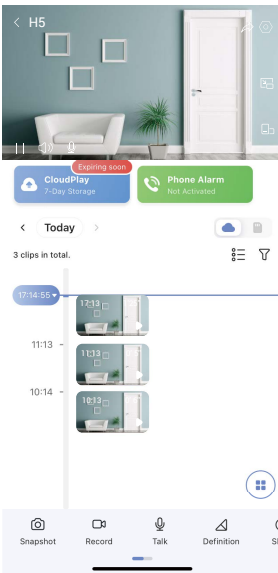 H5
Expiring soon
CloudPlay
7-Day Storage
Phone Alarm
Not Activated
Today
3 clips in total.
17:14:55
17:13
11:13
11:13
10:14
10:13
Snapshot
Record
Talk
Definition